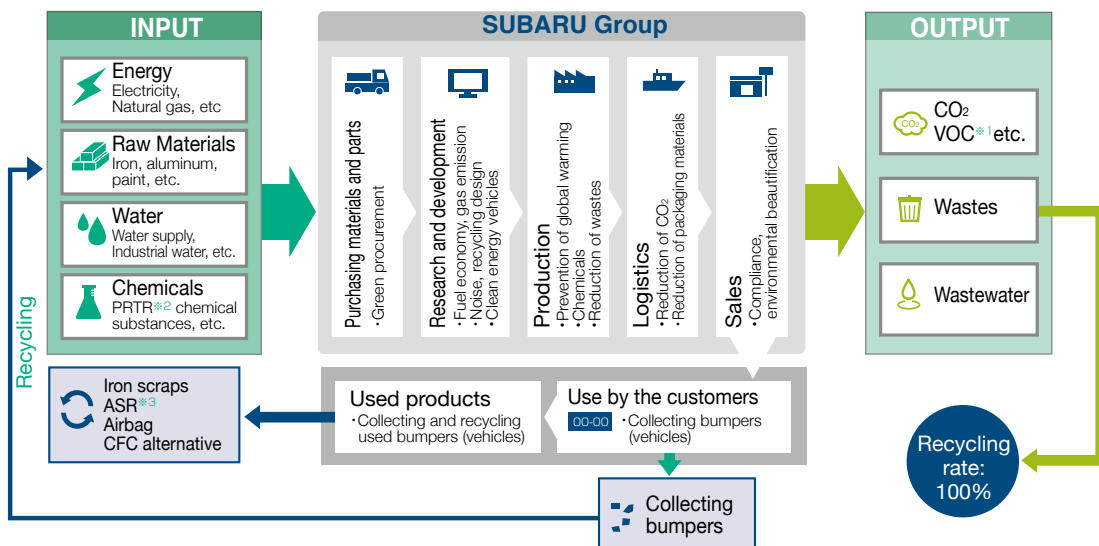 INPUT
Energy
Electricity,
Natural gas, etc
Raw Materials
Iron, aluminum,
paint, etc.
Water
Water supply,
Industrial water, etc.
Chemicals
PRTR※2 chemical
substances, etc.
SUBARU Group
Purchasing materials and parts
・Green procurement
Research and development
・Fuel economy, gas emission
・Noise, recycling design
・Clean energy vehicles
Production
・Prevention of global warming
・Chemicals
・Reduction of wastes
Logistics
・Reduction of CO2
・Reduction of packaging materials
Sales
・Compliance,
environmental beautification
OUTPUT
CO2
CO2
VOC※1 etc.
Wastes
Wastewater
Recycling
Iron scraps
ASR※3
Airbag
CFC alternative
Used products
・Collecting and recycling
used bumpers (vehicles)
Use by the customers
00-00
・Collecting bumpers
(vehicles)
Collecting
bumpers
Recycling
rate:
100%